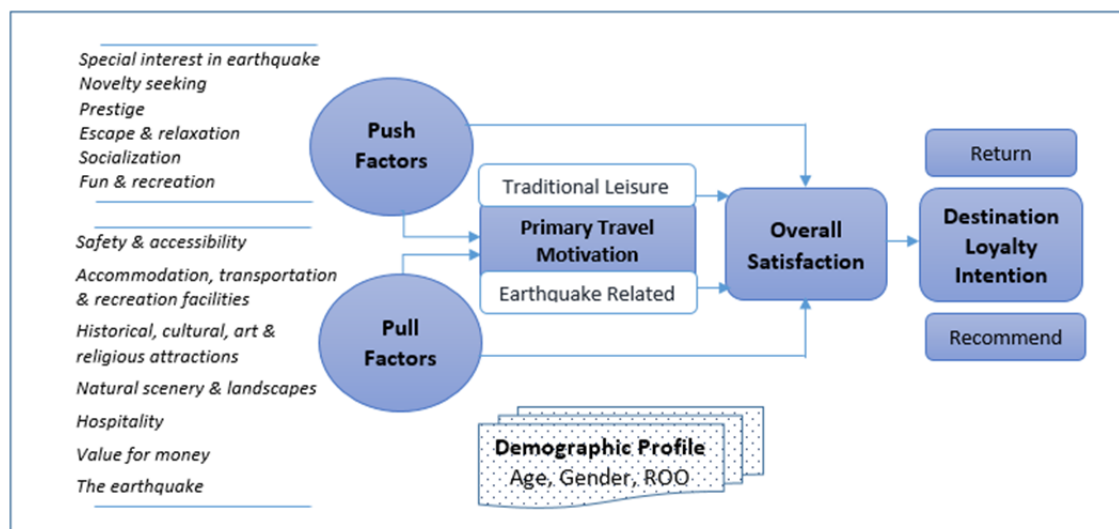 Special interest in earthquake
Novelty seeking
Prestige
Escape & relaxation
Socialization
Fun & recreation
Safety & accessibility
Accommodation, transportation
& recreation facilities
Historical, cultural, art &
religious attractions
Natural scenery & landscapes
Hospitality
Value for money
The earthquake
Push
Factors
Pull
Factors
Traditional Leisure
Primary Travel
Motivation
Earthquake Related
Overall
Satisfaction
Return
Destination
Loyalty
Intention
Recommend
Demographic Profile
Age, Gender, ROO